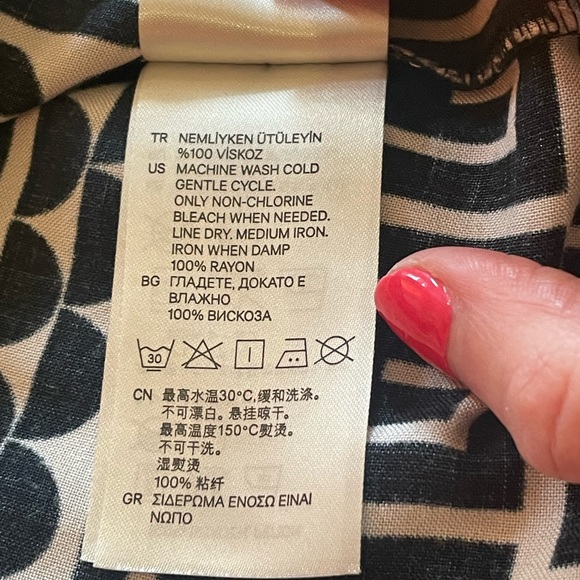 TR NEMLİYKEN ÜTÜLEYİN
%100 VİSKOZ
US MACHINE WASH COLD
GENTLE CYCLE.
ONLY NON-CHLORINE
BLEACH WHEN NEEDED.
LINE DRY. MEDIUM IRON.
IRON WHEN DAMP
100% RAYON
BG ГЛАДЕТЕ, ДОКАТО Е
ВЛАЖНО
100% ВИСКОЗА
30
CN 最高水温30°C,缓和洗涤。
不可漂白。悬挂晾干。
最高温度150°C熨烫。
不可干洗。
湿熨烫
100% 粘纤
GR ΣΙΔΕΡΩΜΑ ΕΝΟΣΩ ΕΙΝΑΙ
ΝΩΠΟ